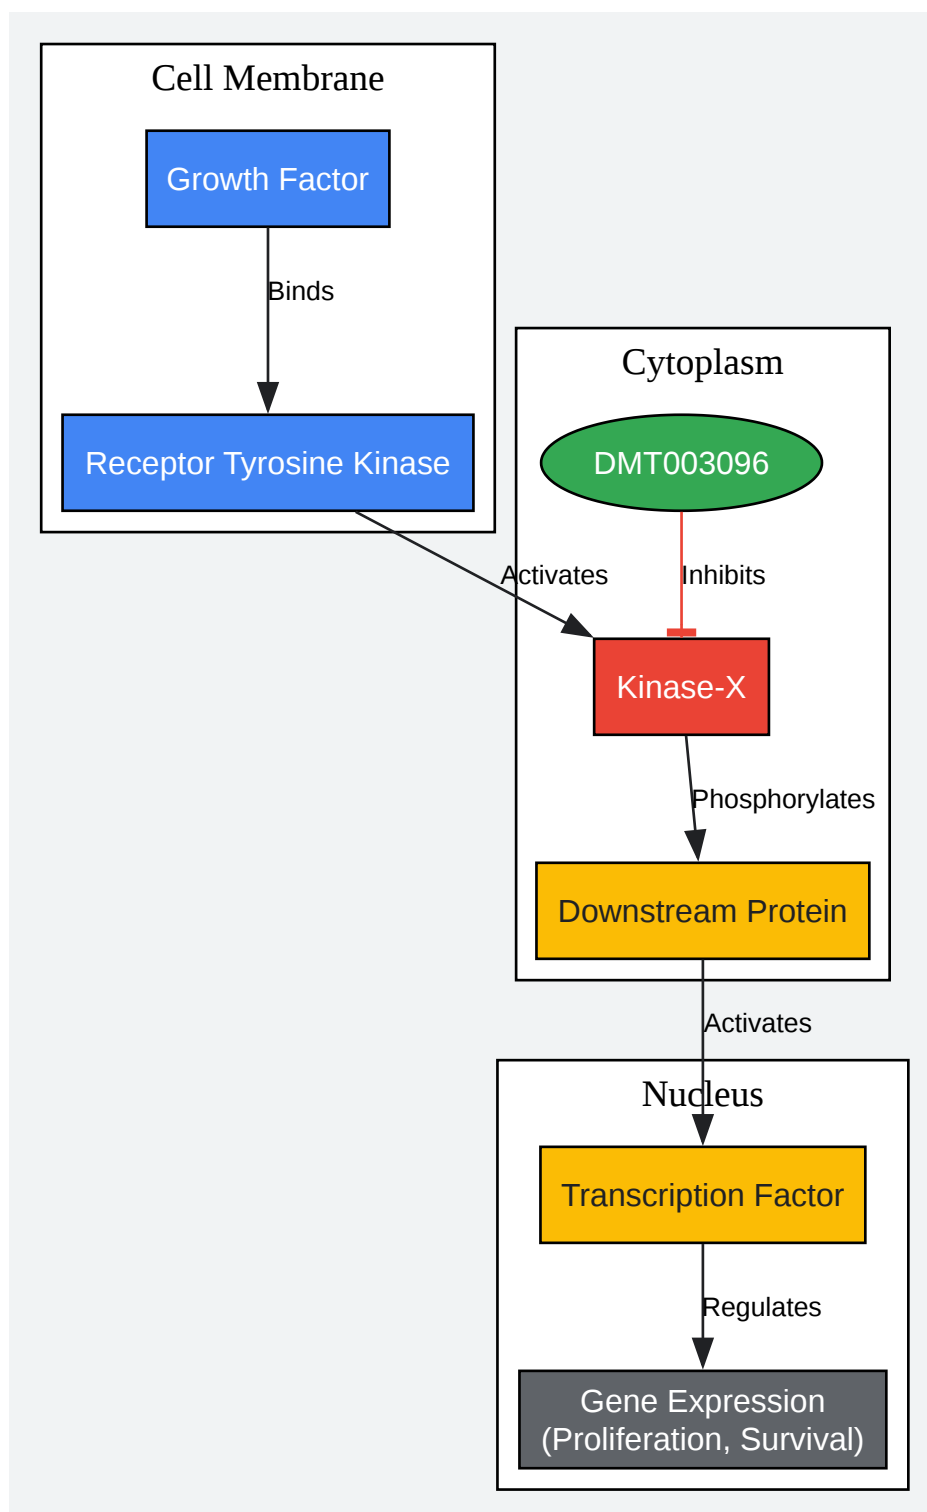 Cell Membrane
Growth Factor
Binds
Receptor Tyrosine Kinase
Activates
Cytoplasm
DMT003096
Inhibits
Kinase-X
Phosphorylates
Downstream Protein
Activates
Nucleus
Transcription Factor
Regulates
Gene Expression
(Proliferation, Survival)